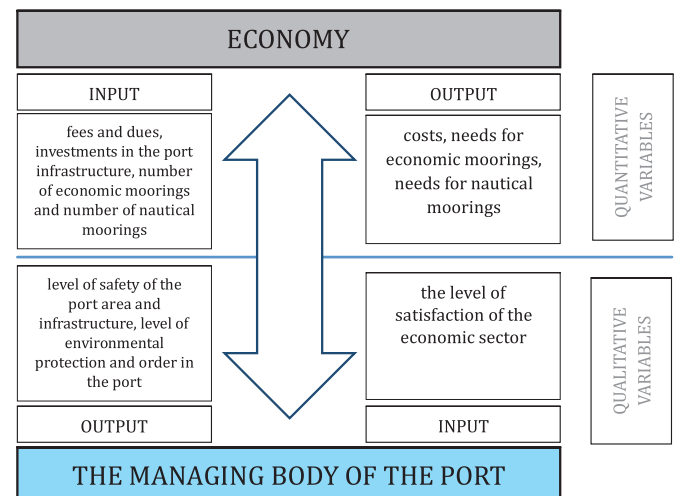 ECONOMY
INPUT
fees and dues,
investments in the port
infrastructure, number
of economic moorings
and number of nautical
moorings
OUTPUT
costs, needs for
economic moorings,
needs for nautical
moorings
QUANTITATIVE
VARIABLES
level of safety of the
port area and
infrastructure, level of
environmental
protection and order in
the port
OUTPUT
the level of
satisfaction of the
economic sector
INPUT
QUALITATIVE
VARIABLES
THE MANAGING BODY OF THE PORT